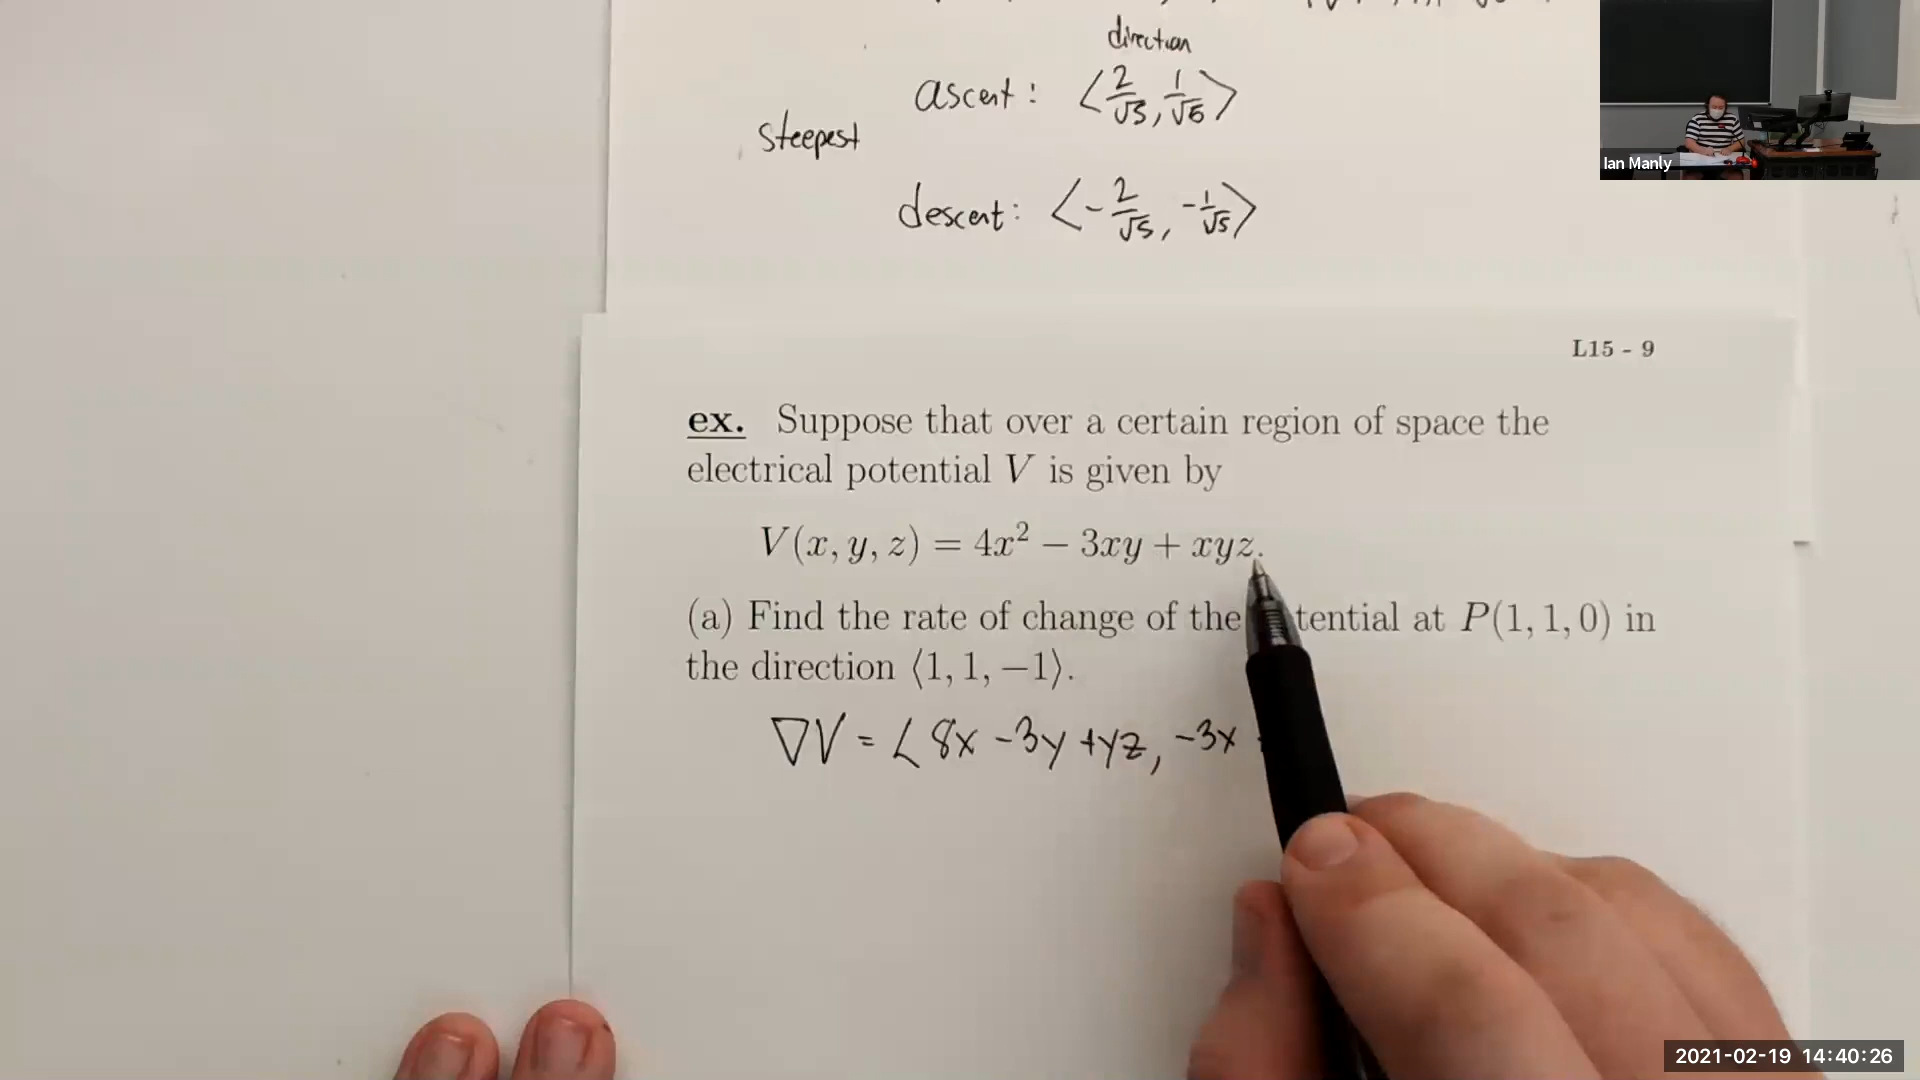 direction
ascent: ⟨2/√5, 1/√5⟩
steepest
descent: ⟨-2/√5, -1/√5⟩
Ian Manly
L15 - 9
ex. Suppose that over a certain region of space the
electrical potential V is given by
V(x, y, z) = 4x² − 3xy + xyz.
(a) Find the rate of change of the tential at P(1, 1, 0) in
the direction ⟨1, 1, −1⟩.
∇V = ⟨8x -3y +yz, -3x
2021-02-19 14:40:26